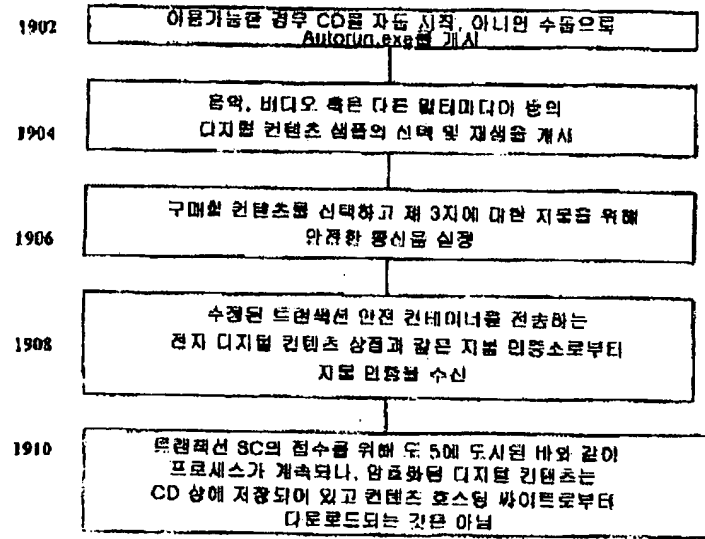 1902
이용가능한 경우 CD를 자동 시작, 아니면 수동으로
Autorun.exe를 개시
1904
음악, 비디오 혹은 다른 멀티미디어 등의
디지털 컨텐츠 샘플의 선택 및 재생을 개시
1906
구매할 컨텐츠를 선택하고 제 3자에 대한 지불을 위해
안전한 통신을 설정
1908
수정된 트랜잭션 안전 컨테이너를 전송하는
전자 디지털 컨텐츠 상점과 같은 지불 인증소로부터
지불 인증을 수신
1910
트랜잭션 SC의 접수를 위해 도 5에 도시된 바와 같이
프로세스가 계속되나, 암호화된 디지털 컨텐츠는
CD 상에 저장되어 있고 컨텐츠 호스팅 싸이트로부터
다운로드되는 것은 아님